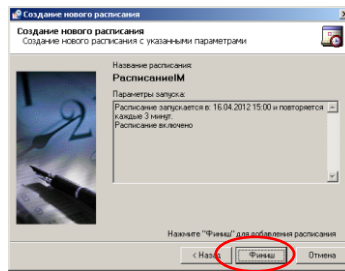 Создание нового расписания
Создание нового расписания
Создание нового расписания с указанными параметрами
Название расписания:
РасписаниеIM
Параметры запуска:
Расписание запускается в: 16.04.2012 15:00 и повторяется
каждые 3 минут.
Расписание включено
Нажмите "Финиш" для добавления расписания
< Назад Финиш Отмена